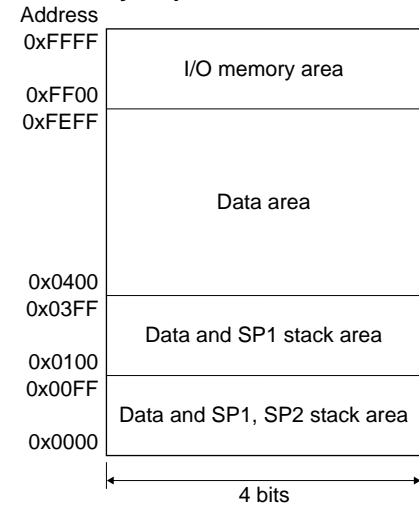 Address
0xFFFF
I/O memory area
0xFF00
0xFEFF
Data area
0x0400
0x03FF
Data and SP1 stack area
0x0100
0x00FF
Data and SP1, SP2 stack area
0x0000
4 bits